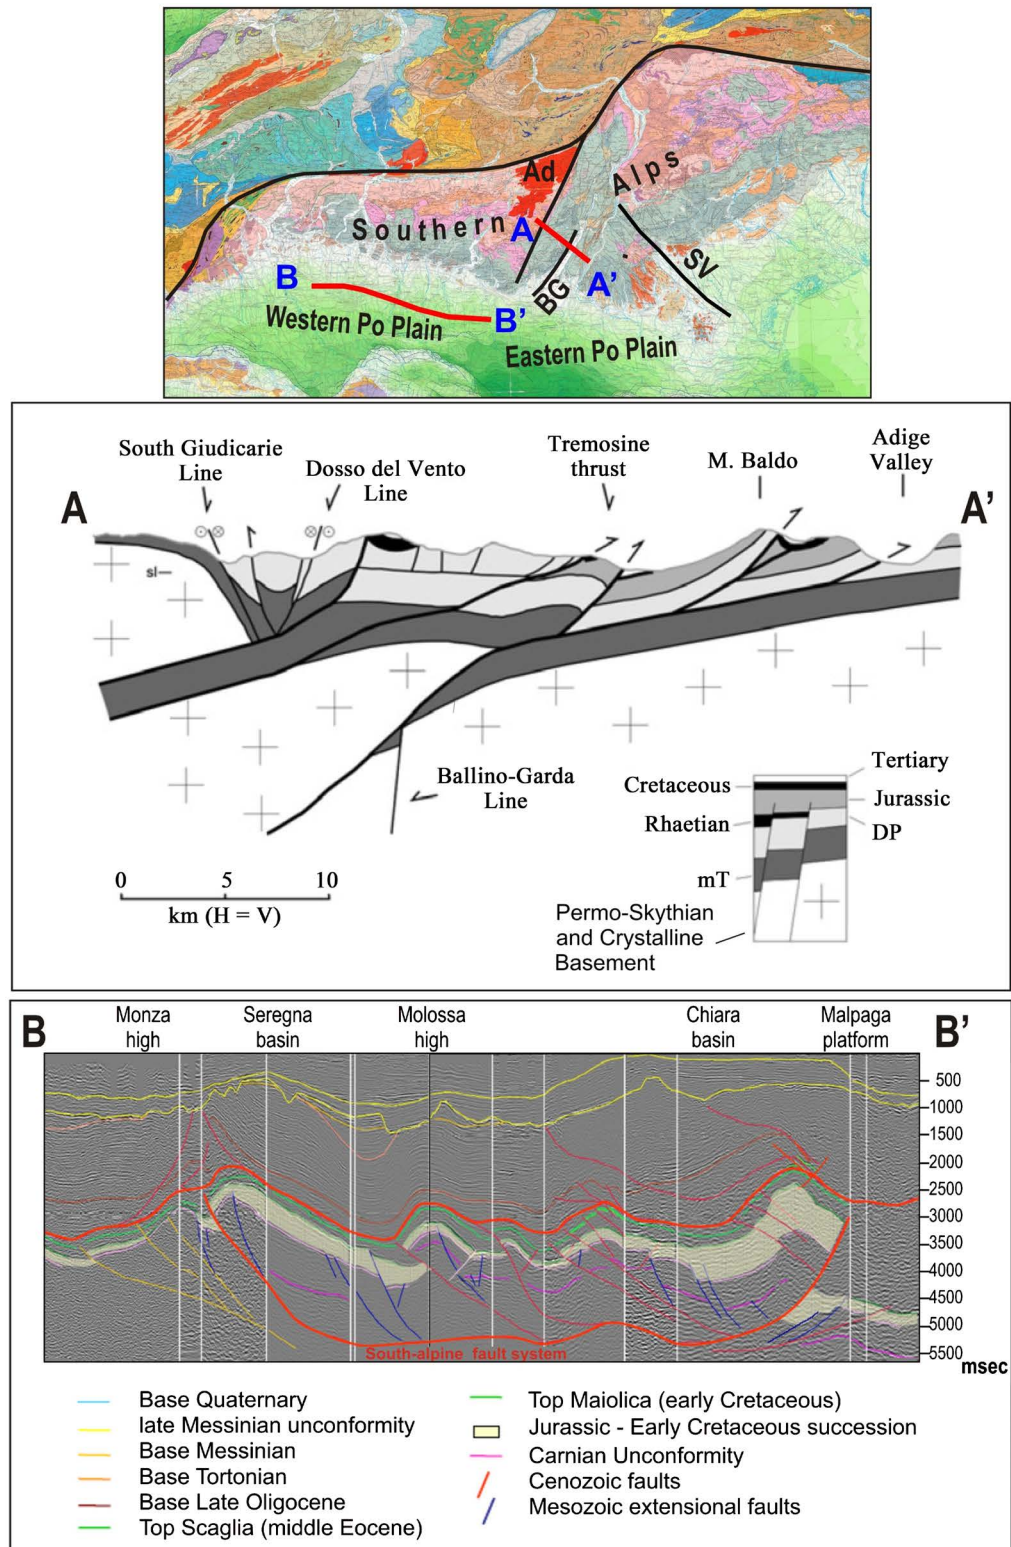 Ad
Alps
Southern
A
A'
SV
BG
B
B'
Western Po Plain
Eastern Po Plain
South Giudicarie
Line
Dosso del Vento
Line
Tremosine
thrust
M. Baldo
Adige
Valley
A
A'
sl
Ballino-Garda
Line
Tertiary
Cretaceous
Jurassic
Rhaetian
DP
mT
Permo-Skythian
and Crystalline
Basement
0 5 10
km (H = V)
B
Monza
high
Seregna
basin
Molossa
high
Chiara
basin
Malpaga
platform
B'
500
1000
1500
2000
2500
3000
3500
4000
4500
5000
5500
msec
South-alpine fault system
Base Quaternary
late Messinian unconformity
Base Messinian
Base Tortonian
Base Late Oligocene
Top Scaglia (middle Eocene)
Top Maiolica (early Cretaceous)
Jurassic - Early Cretaceous succession
Carnian Unconformity
Cenozoic faults
Mesozoic extensional faults